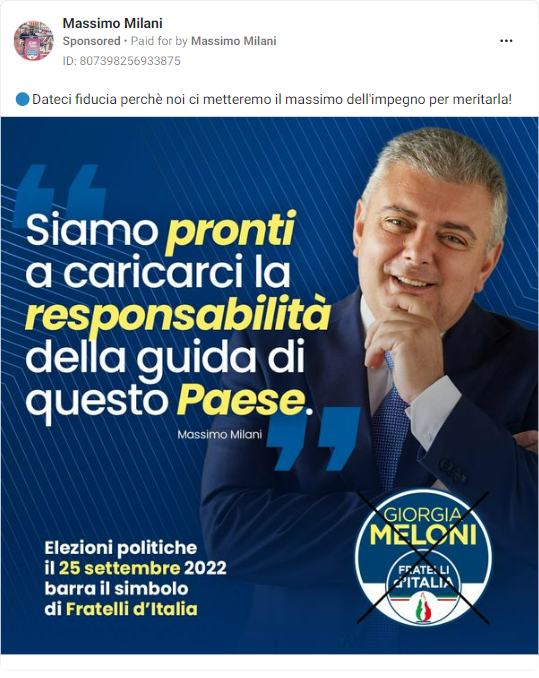 Massimo Milani
Sponsored • Paid for by Massimo Milani
ID: 807398256933875
Dateci fiducia perchè noi ci metteremo il massimo dell'impegno per meritarla!
Siamo pronti
a caricarci la
responsabilità
della guida di
questo Paese.
Massimo Milani
GIORGIA
MELONI
FRATELLI
d'ITALIA
Elezioni politiche
il 25 settembre 2022
barra il simbolo
di Fratelli d'Italia